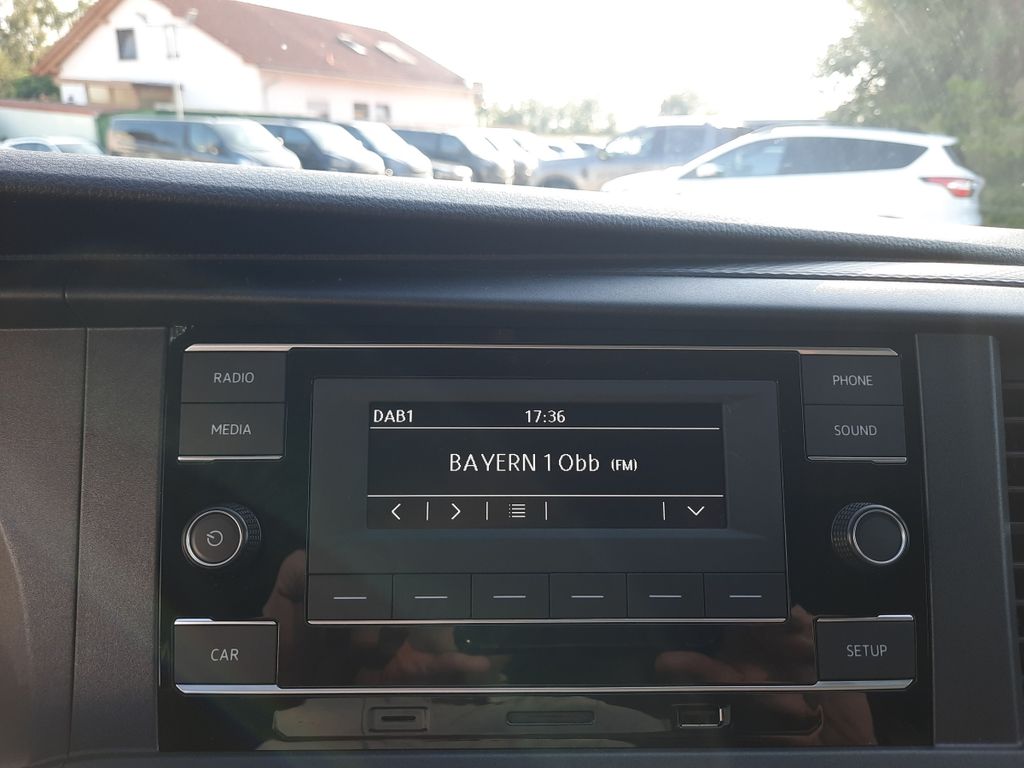 RADIO
MEDIA
PHONE
SOUND
DAB1 17:36
BAYERN 1 Obb (FM)
CAR
SETUP